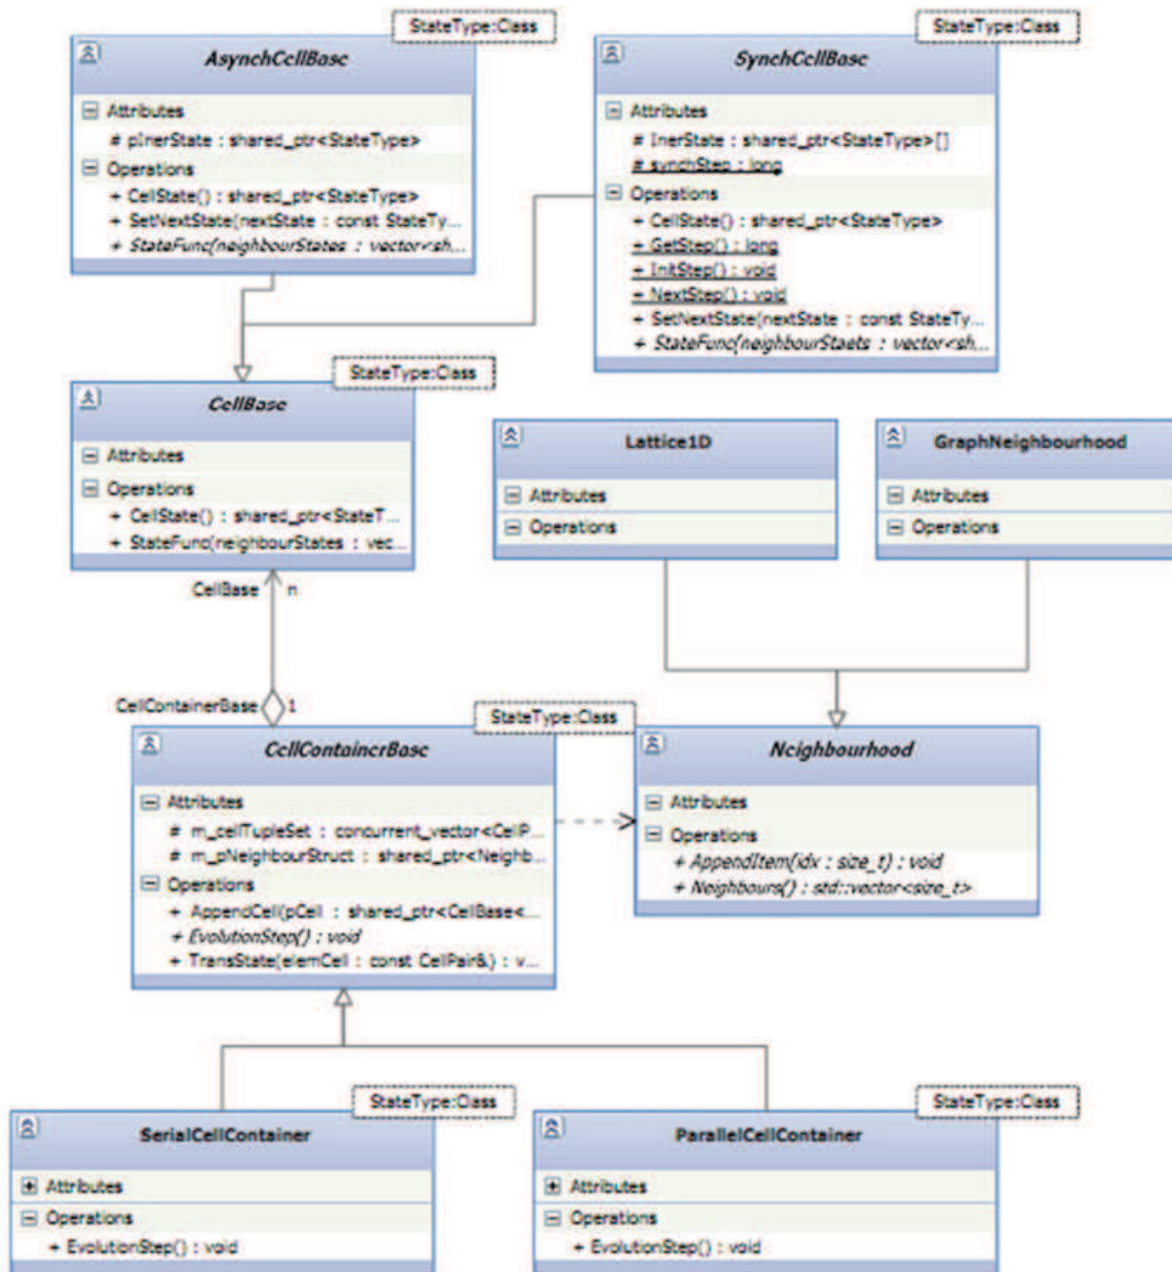 StateType:Class
AsynchCellBase
Attributes
# pInerState : shared_ptr<StateType>
Operations
+ CellState() : shared_ptr<StateType>
+ SetNextState(nextState : const StateTy...
+ StateFunc(neighbourStates : vector<sh...
StateType:Class
SynchCellBase
Attributes
# InerState : shared_ptr<StateType>[]
# synchStep : long
Operations
+ CellState() : shared_ptr<StateType>
+ GetStep() : long
+ InitStep() : void
+ NextStep() : void
+ SetNextState(nextState : const StateTy...
+ StateFunc(neighbourStaets : vector<sh...
StateType:Class
CellBase
Attributes
Operations
+ CellState() : shared_ptr<StateT...
+ StateFunc(neighbourStates : vec...
Lattice1D
Attributes
Operations
GraphNeighbourhood
Attributes
Operations
CellBase n
CellContainerBase 1
StateType:Class
CellContainerBase
Attributes
# m_cellTupleSet : concurrent_vector<CellP...
# m_pNeighbourStruct : shared_ptr<Neighb...
Operations
+ AppendCell(pCell : shared_ptr<CellBase<...
+ EvolutionStep() : void
+ TransState(elemCell : const CellPair&) : v...
Neighbourhood
Attributes
Operations
+ AppendItem(idx : size_t) : void
+ Neighbours() : std::vector<size_t>
StateType:Class
SerialCellContainer
Attributes
Operations
+ EvolutionStep() : void
StateType:Class
ParallelCellContainer
Attributes
Operations
+ EvolutionStep() : void